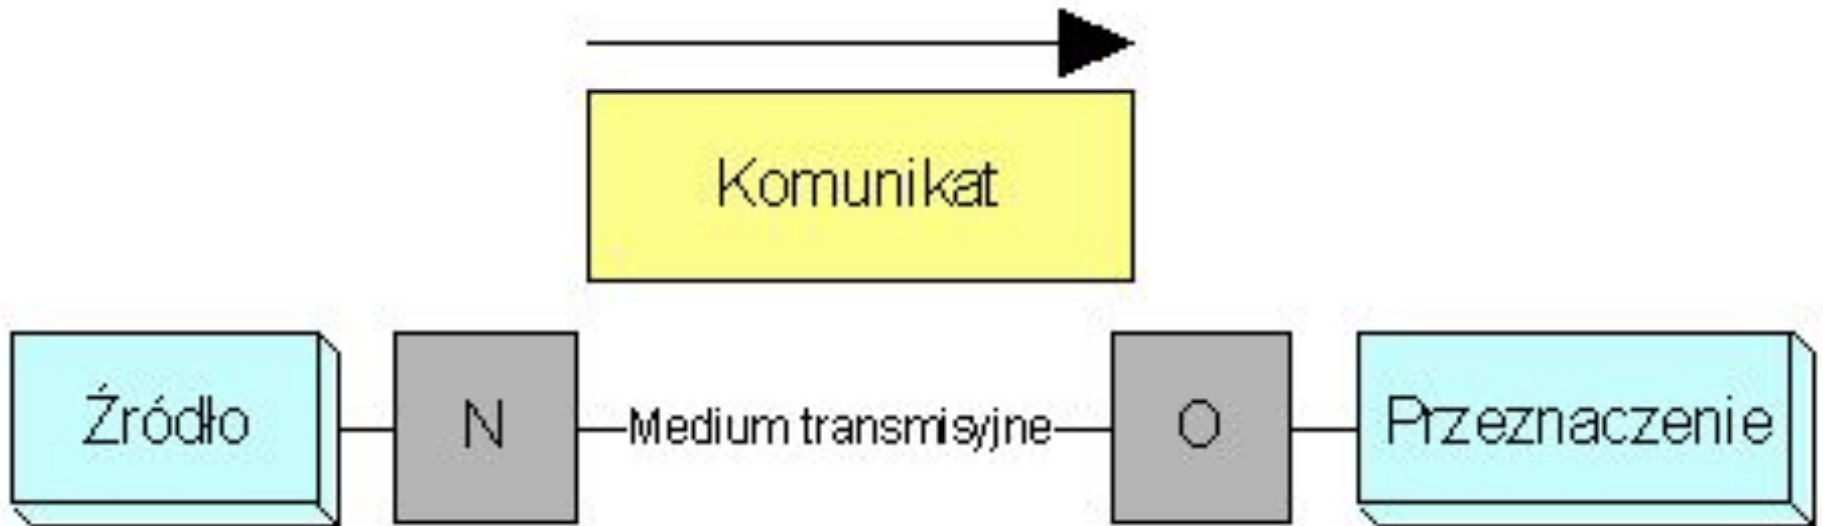 Komunikat
Źródło
N
Medium transmisyjne
O
Przeznaczenie